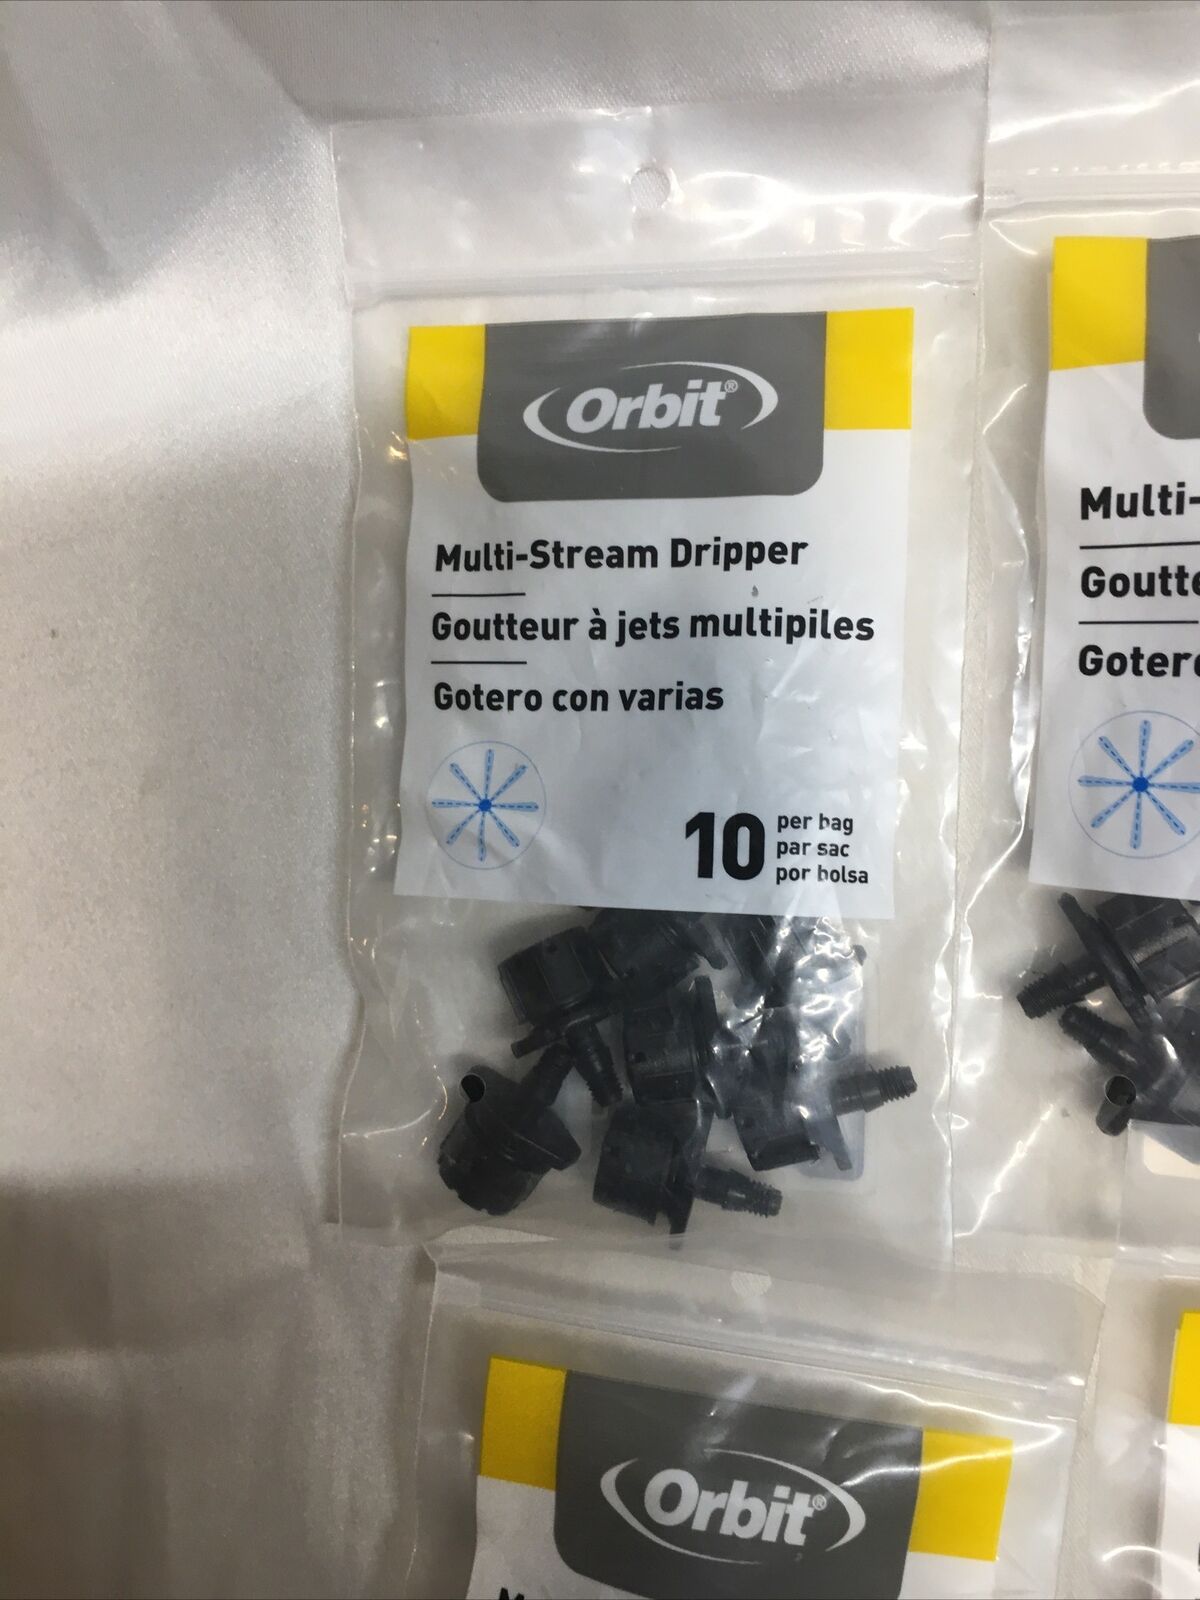 Orbit®
Multi-Stream Dripper
Goutteur à jets multipiles
Gotero con varias
10
per bag
par sac
por bolsa
Multi-
Goutte
Goter
Orbit®